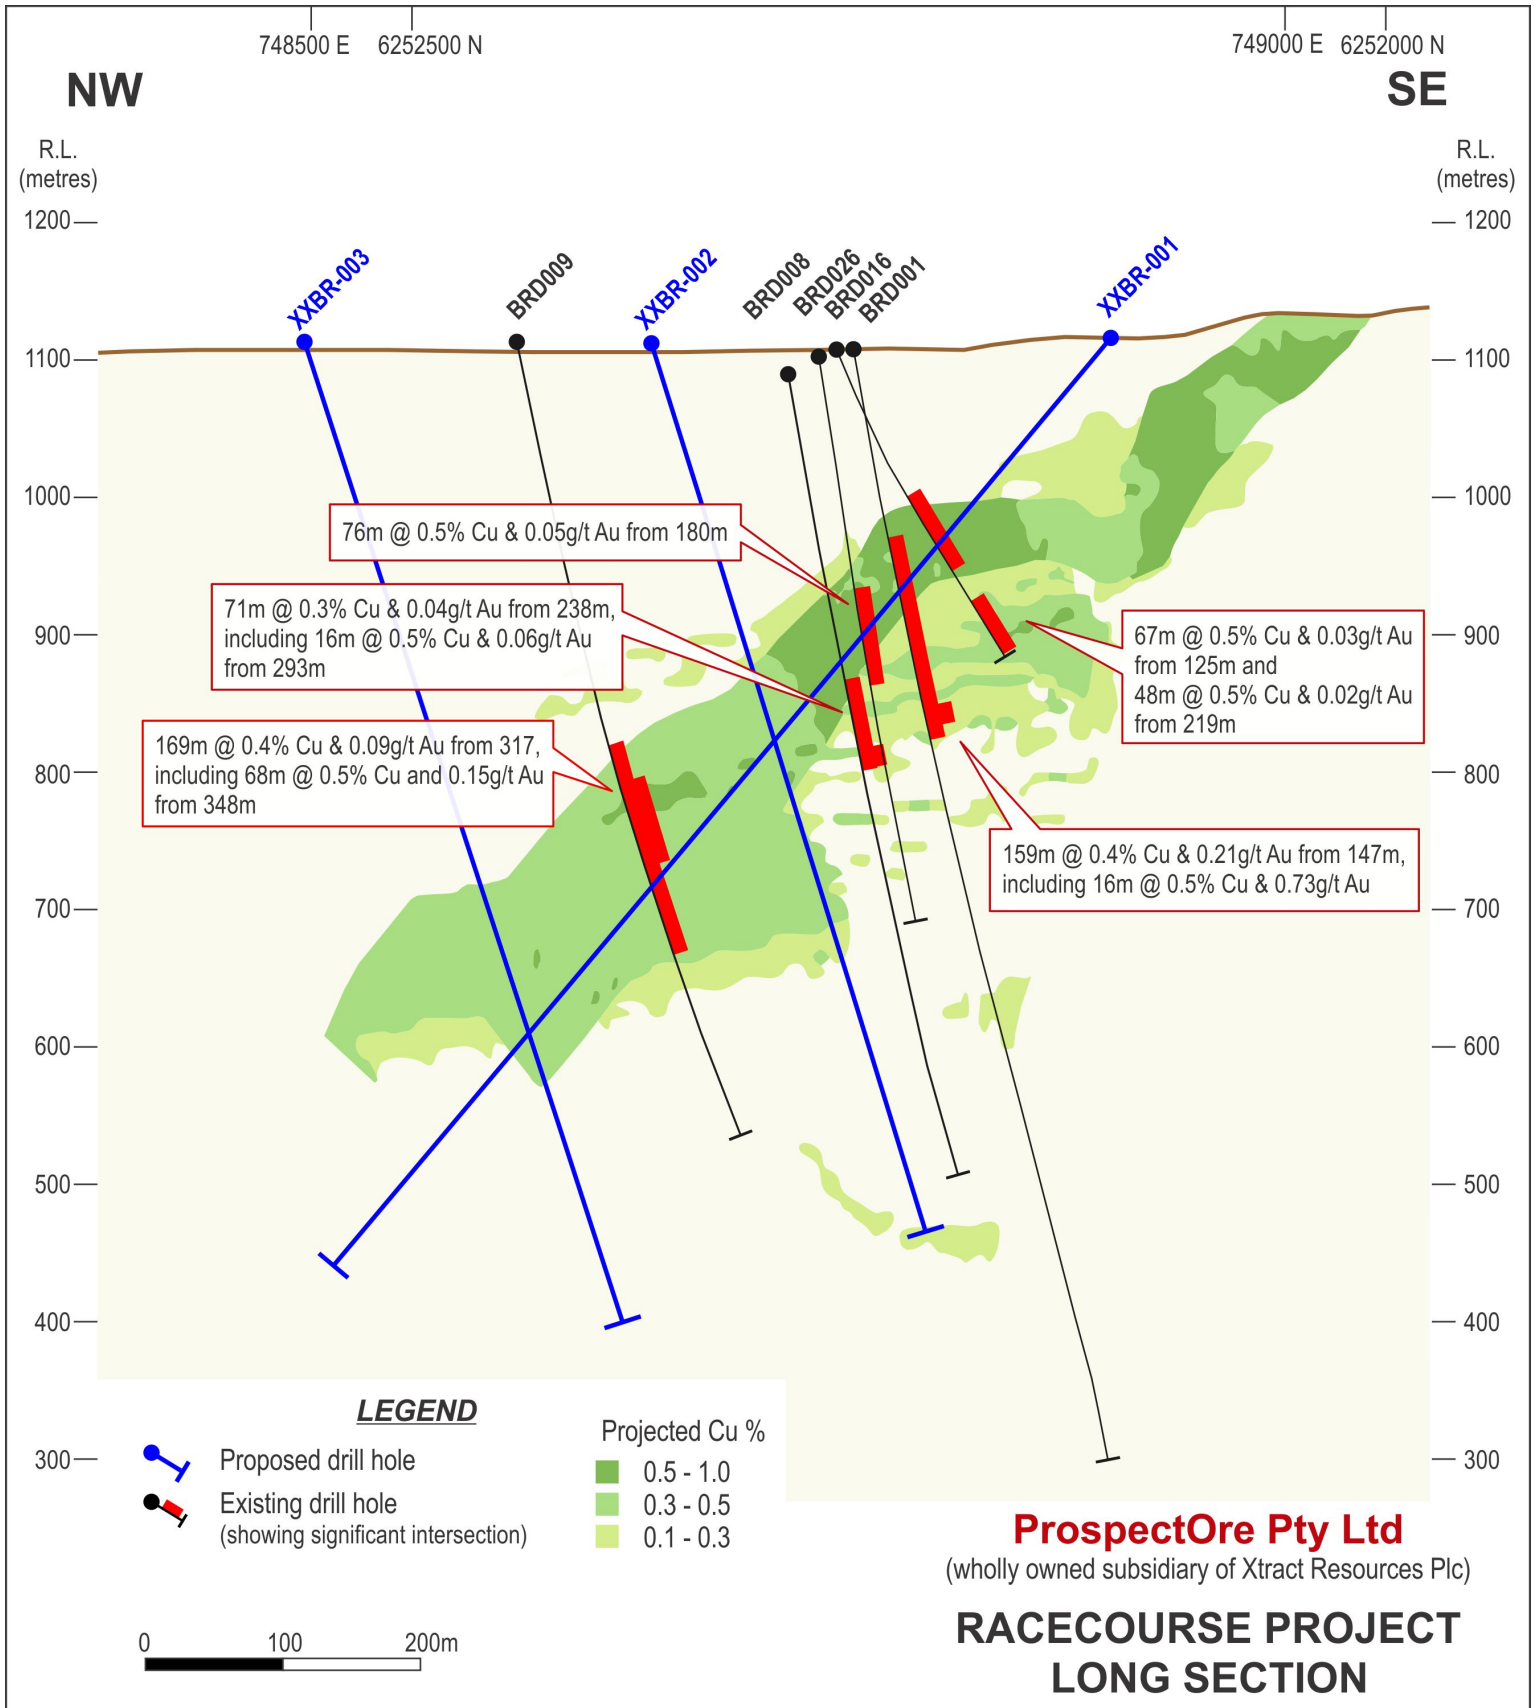 748500 E 6252500 N 749000 E 6252000 N
NW SE
R.L.
(metres)
R.L.
(metres)
1200 1200
XXBR-003
BRD009
XXBR-002
BRD008
BRD026
BRD016
BRD001
XXBR-001
1100 1100
1000 1000
76m @ 0.5% Cu & 0.05g/t Au from 180m
71m @ 0.3% Cu & 0.04g/t Au from 238m,
including 16m @ 0.5% Cu & 0.06g/t Au
from 293m
900 900
67m @ 0.5% Cu & 0.03g/t Au
from 125m and
48m @ 0.5% Cu & 0.02g/t Au
from 219m
169m @ 0.4% Cu & 0.09g/t Au from 317,
including 68m @ 0.5% Cu and 0.15g/t Au
from 348m
800 800
159m @ 0.4% Cu & 0.21g/t Au from 147m,
including 16m @ 0.5% Cu & 0.73g/t Au
700 700
600 600
500 500
400 400
300 300
LEGEND
Proposed drill hole
Existing drill hole
(showing significant intersection)
Projected Cu %
0.5 - 1.0
0.3 - 0.5
0.1 - 0.3
0 100 200m
ProspectOre Pty Ltd
(wholly owned subsidiary of Xtract Resources Plc)
RACECOURSE PROJECT
LONG SECTION